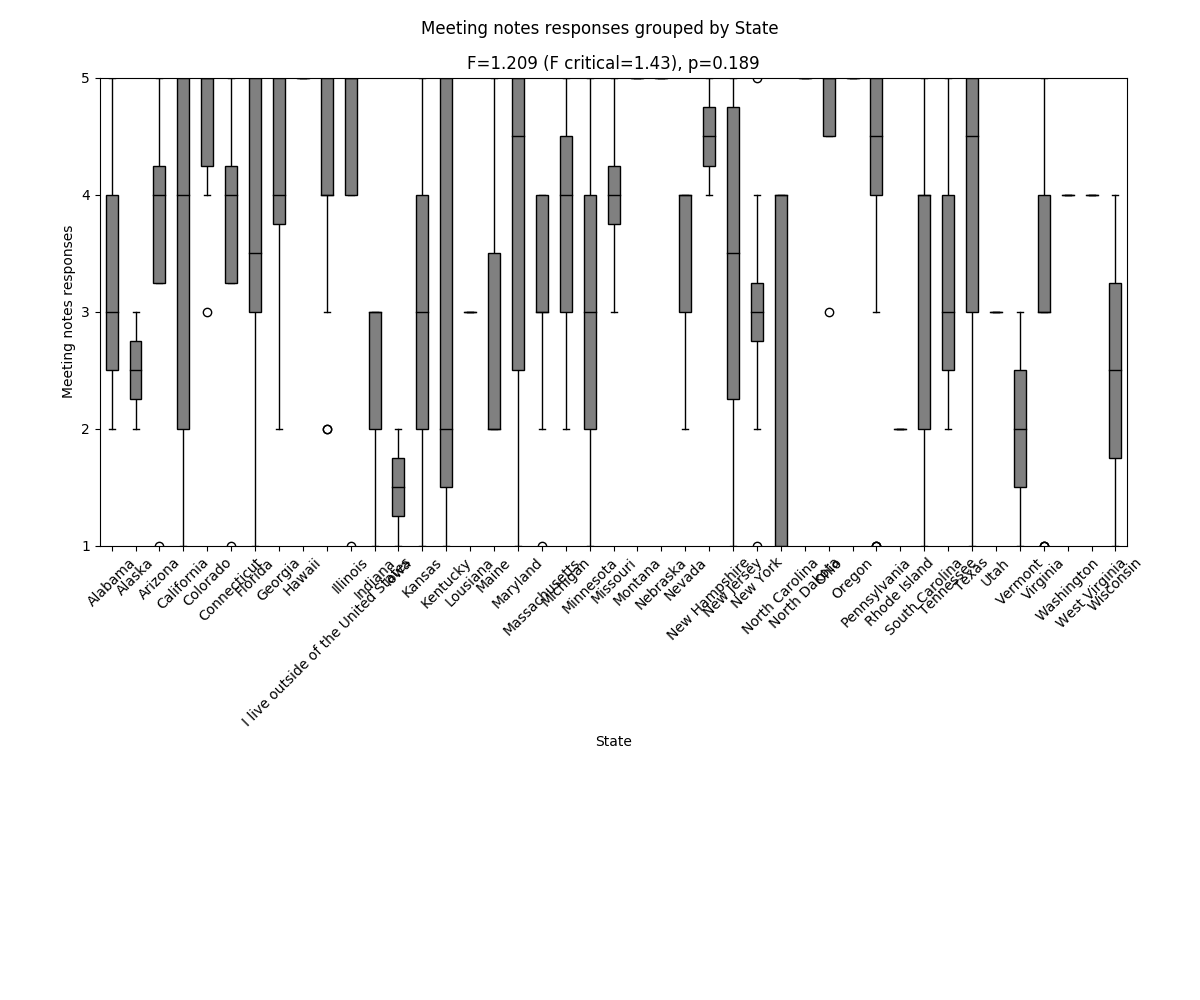 Meeting notes responses grouped by State
F=1.209 (F critical=1.43), p=0.189
Meeting notes responses
5
4
3
2
1
Alabama
Alaska
Arizona
California
Colorado
Connecticut
Florida
Georgia
Hawaii
I live outside of the United States
Illinois
Indiana
Iowa
Kansas
Kentucky
Lousiana
Maine
Maryland
Massachusetts
Michigan
Minnesota
Missouri
Montana
Nebraska
Nevada
New Hampshire
New Jersey
New York
North Carolina
North Dakota
Ohio
Oregon
Pennsylvania
Rhode Island
South Carolina
Tennessee
Texas
Utah
Vermont
Virginia
Washington
West Virginia
Wisconsin
State